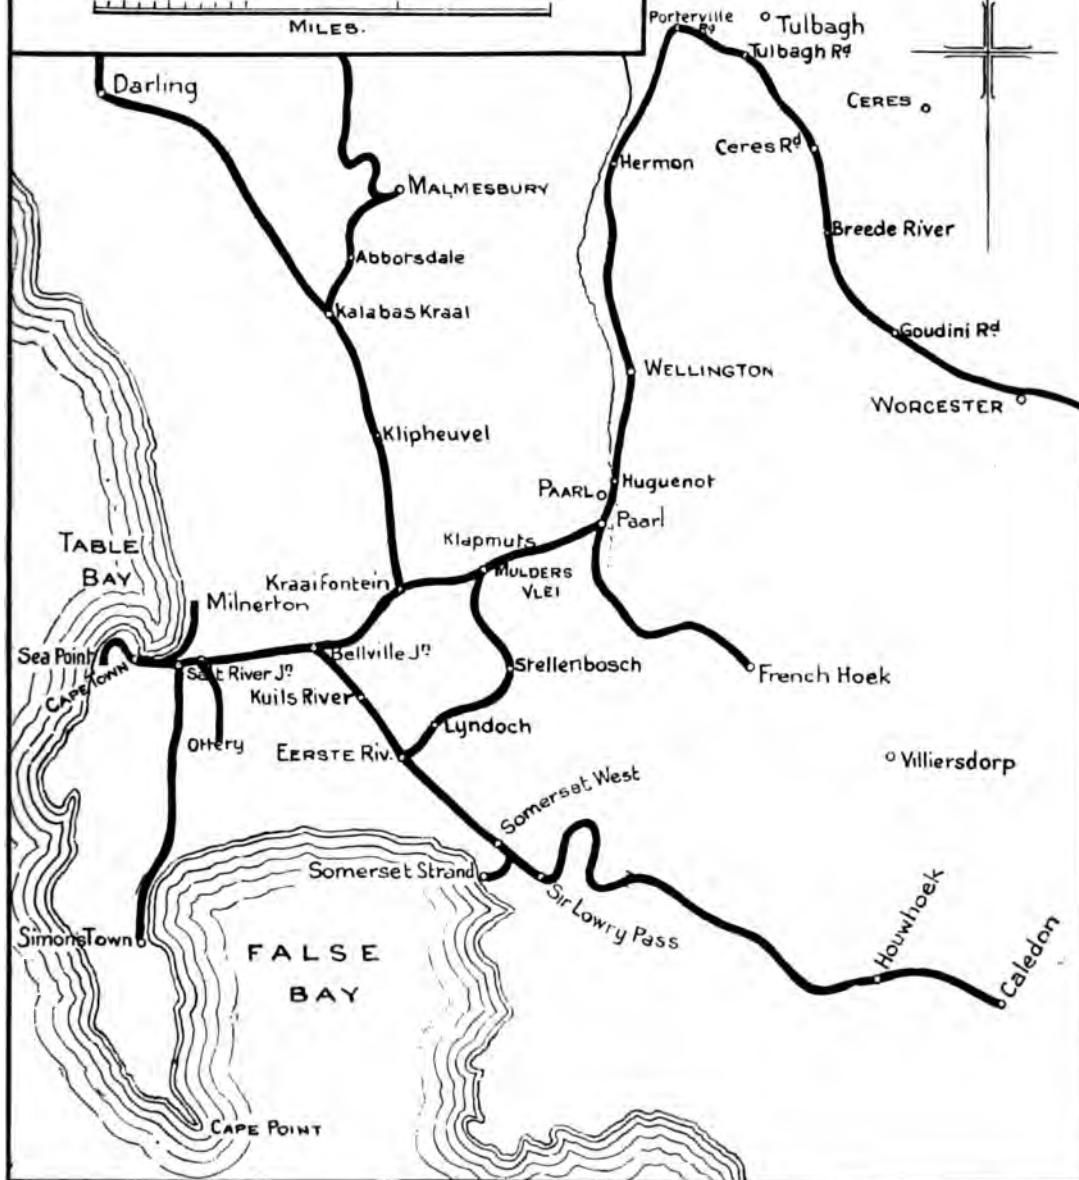 MILES.
Porterville Rd
Tulbagh
Tulbagh Rd
Darling
CERES
Ceres Rd
Hermon
MALMESBURY
Breede River
Abborsdale
Kalabas Kraal
Goudini Rd
WELLINGTON
WORCESTER
Klipheuvel
Huguenot
PAARL
Paarl
Klapmuts
TABLE
BAY
MULDERS
VLEI
Kraaifontein
Milnerton
Sea Point
CAPE TOWN
Salt River Jn
Bellville Jn
Stellenbosch
French Hoek
Kuils River
Lyndoch
Ottery
EERSTE RIV.
Villiersdorp
Somerset West
Somerset Strand
Sir Lowry Pass
Houwhoek
Caledon
Simon's Town
FALSE
BAY
CAPE POINT